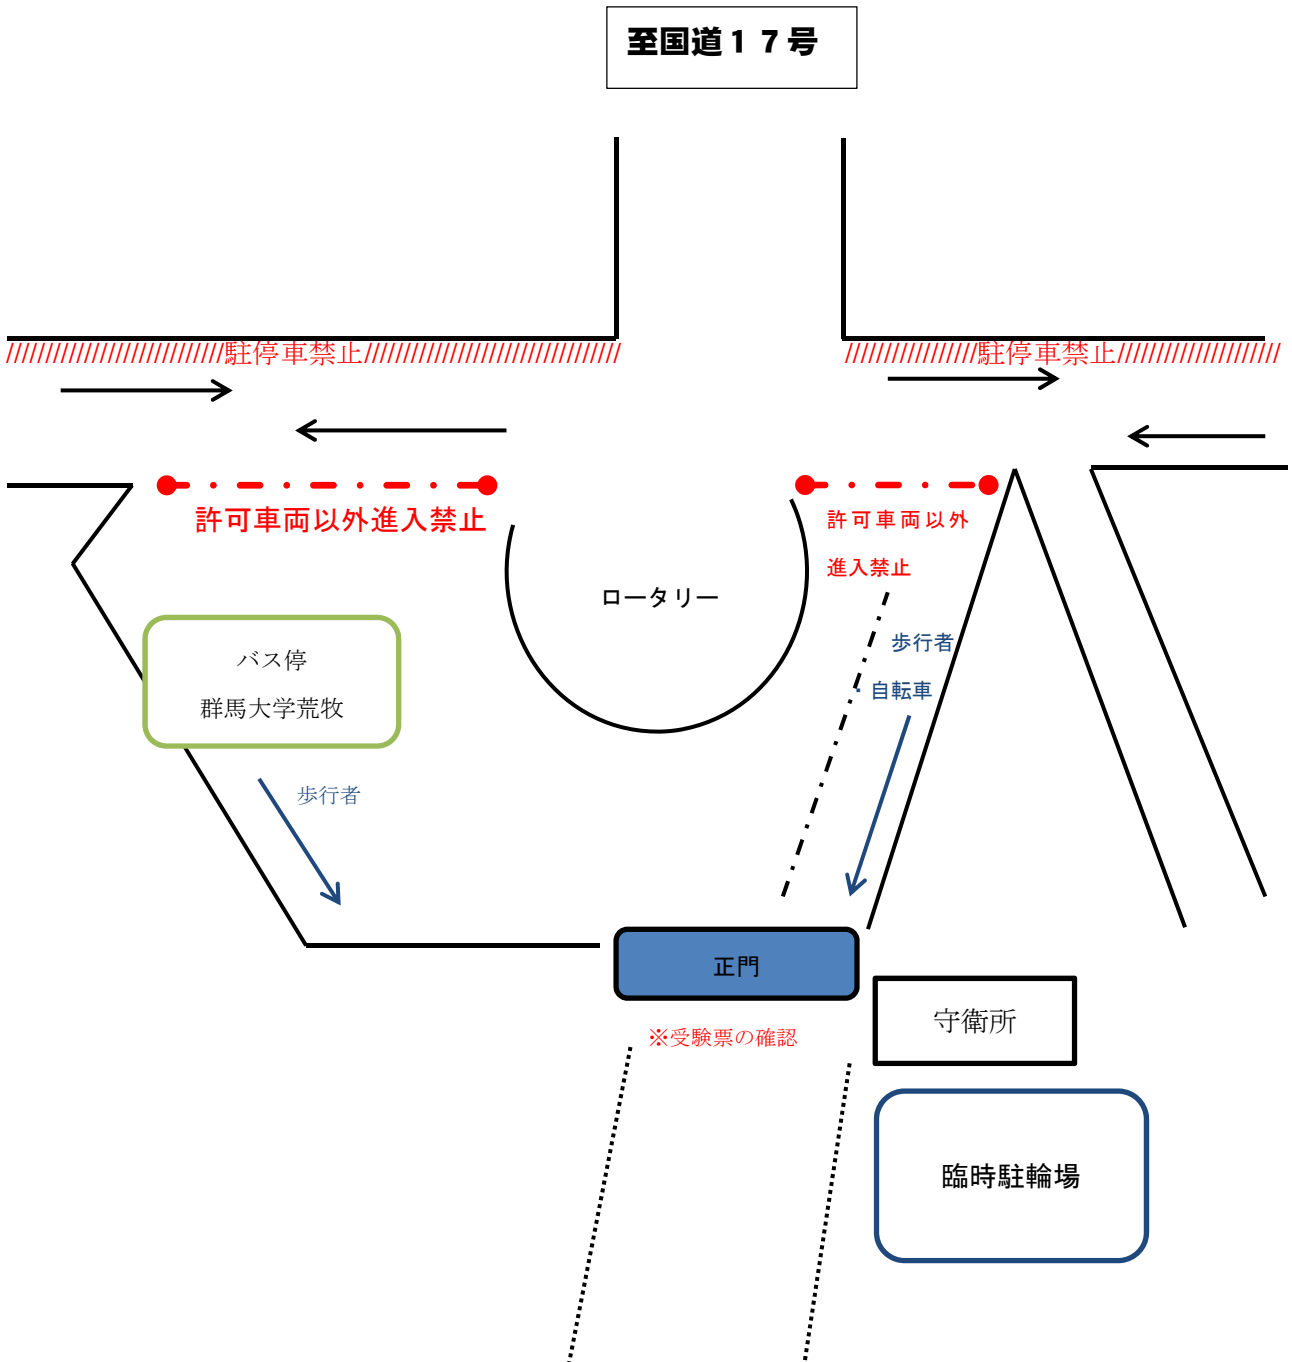 至国道１７号
////////////////////////////駐停車禁止/////////////////////////////////
/////////////////駐停車禁止/////////////////////
許可車両以外進入禁止
許可車両以外
進入禁止
ロータリー
歩行者
・自転車
バス停
群馬大学荒牧
歩行者
正門
※受験票の確認
守衛所
臨時駐輪場